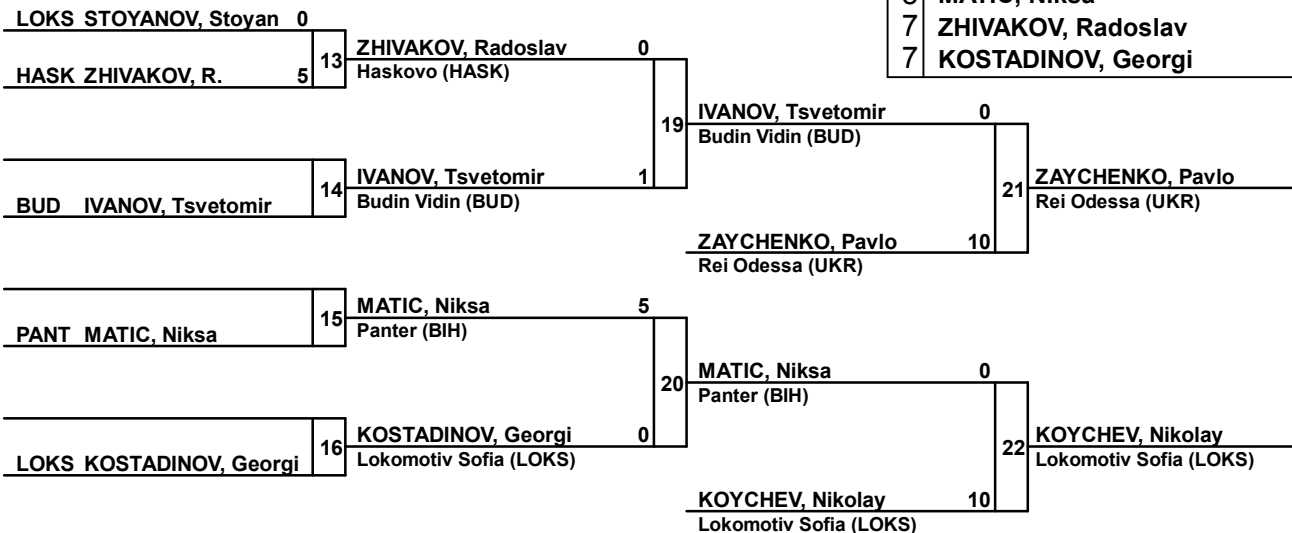 MATIC, Niksa
7 ZHIVAKOV, Radoslav
7 KOSTADINOV, Georgi
LOKS STOYANOV, Stoyan 0
HASK ZHIVAKOV, R. 5
13
ZHIVAKOV, Radoslav 0
Haskovo (HASK)
BUD IVANOV, Tsvetomir
14
IVANOV, Tsvetomir 1
Budin Vidin (BUD)
19
IVANOV, Tsvetomir 0
Budin Vidin (BUD)
ZAYCHENKO, Pavlo 10
Rei Odessa (UKR)
21
ZAYCHENKO, Pavlo
Rei Odessa (UKR)
PANT MATIC, Niksa
15
MATIC, Niksa 5
Panter (BIH)
LOKS KOSTADINOV, Georgi
16
KOSTADINOV, Georgi 0
Lokomotiv Sofia (LOKS)
20
MATIC, Niksa 0
Panter (BIH)
KOYCHEV, Nikolay 10
Lokomotiv Sofia (LOKS)
22
KOYCHEV, Nikolay
Lokomotiv Sofia (LOKS)